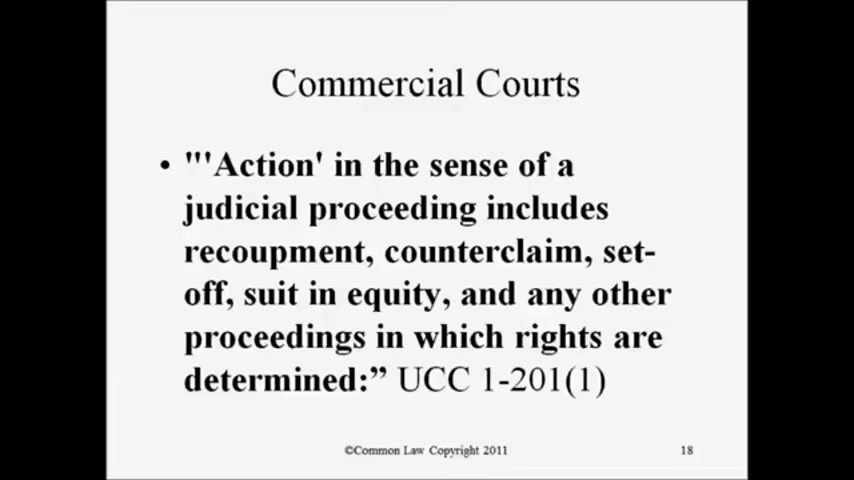 Commercial Courts
• "'Action' in the sense of a
judicial proceeding includes
recoupment, counterclaim, set-
off, suit in equity, and any other
proceedings in which rights are
determined:” UCC 1-201(1)
©Common Law Copyright 2011
18